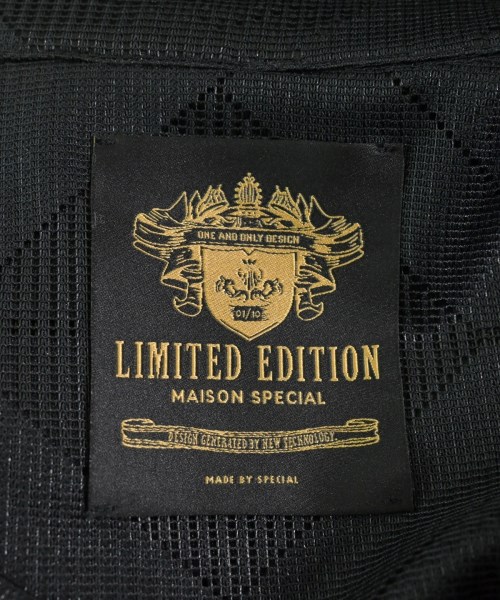 ONE AND ONLY DESIGN
01/10
LIMITED EDITION
MAISON SPECIAL
DESIGN GENERATED BY NEW TECHNOLOGY
MADE BY SPECIAL